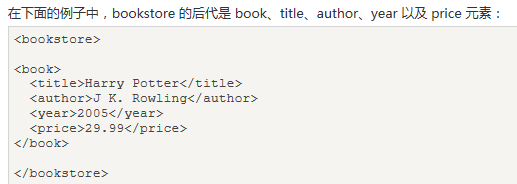 在下面的例子中，bookstore 的后代是 book、title、author、year 以及 price 元素：
<bookstore>
<book>
  <title>Harry Potter</title>
  <author>J K. Rowling</author>
  <year>2005</year>
  <price>29.99</price>
</book>
</bookstore>